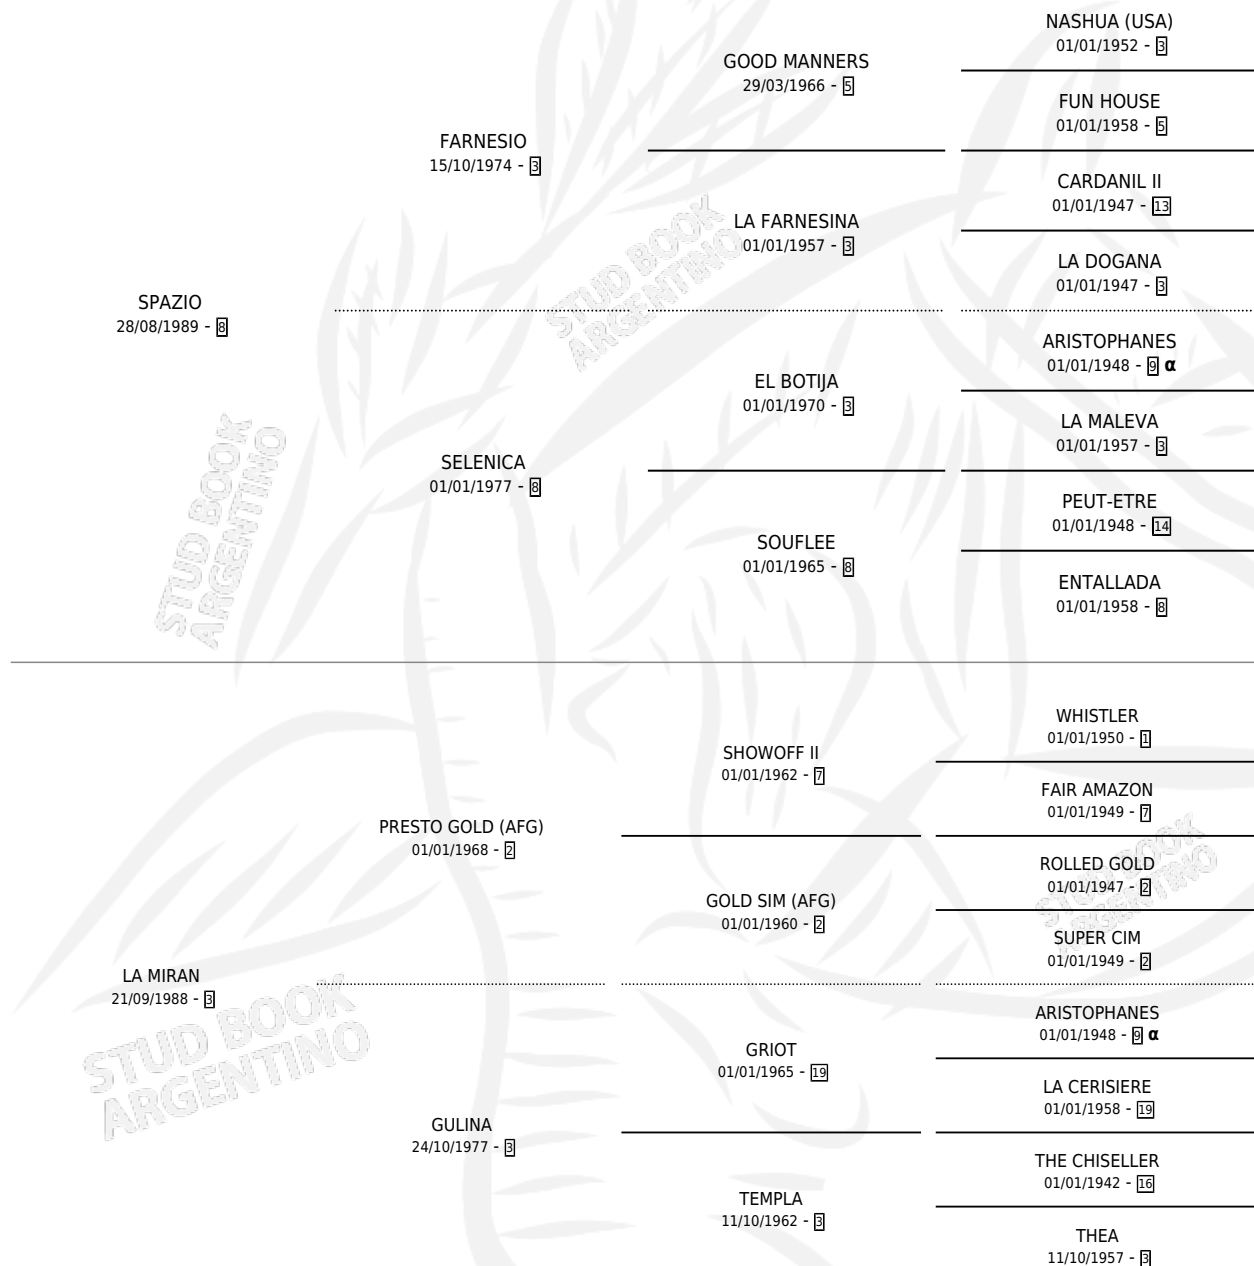 NASHUA (USA)
01/01/1952 - 3
GOOD MANNERS
29/03/1966 - 5
FUN HOUSE
01/01/1958 - 5
FARNESIO
15/10/1974 - 3
CARDANIL II
01/01/1947 - 13
LA FARNESINA
01/01/1957 - 3
LA DOGANA
01/01/1947 - 3
SPAZIO
28/08/1989 - 8
ARISTOPHANES
01/01/1948 - 9 α
EL BOTIJA
01/01/1970 - 3
LA MALEVA
01/01/1957 - 3
SELENICA
01/01/1977 - 8
PEUT-ETRE
01/01/1948 - 14
SOUFLEE
01/01/1965 - 8
ENTALLADA
01/01/1958 - 8
STUD BOOK
ARGENTINO
STUD BOOK
ARGENTINO
WHISTLER
01/01/1950 - 1
SHOWOFF II
01/01/1962 - 7
FAIR AMAZON
01/01/1949 - 7
PRESTO GOLD (AFG)
01/01/1968 - 2
ROLLED GOLD
01/01/1947 - 2
GOLD SIM (AFG)
01/01/1960 - 2
SUPER CIM
01/01/1949 - 2
LA MIRAN
21/09/1988 - 3
ARISTOPHANES
01/01/1948 - 9 α
GRIOT
01/01/1965 - 19
LA CERISIERE
01/01/1958 - 19
GULINA
24/10/1977 - 3
THE CHISELLER
01/01/1942 - 16
TEMPLA
11/10/1962 - 3
THEA
11/10/1957 - 3
STUD BOOK
ARGENTINO
STUD BOOK
ARGENTINO